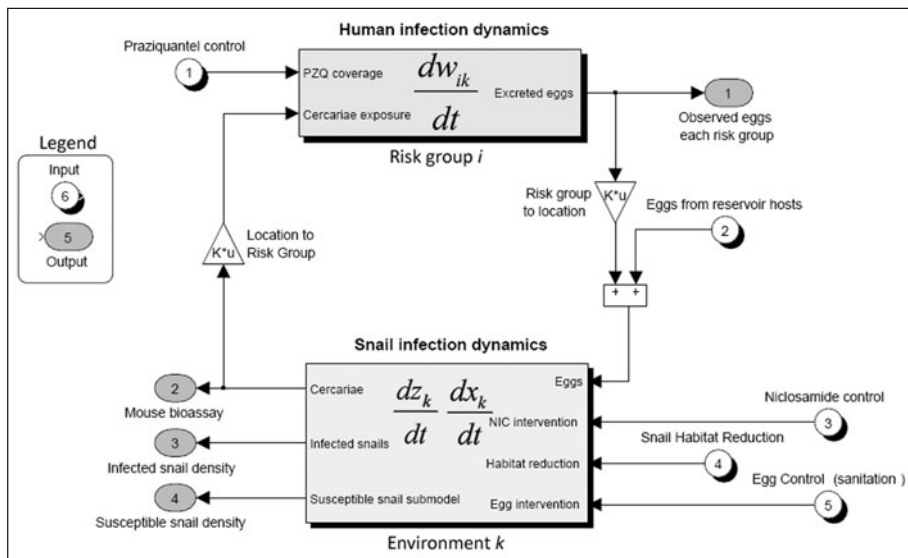 Human infection dynamics
Praziquantel control
1
PZQ coverage
Cercariae exposure
dw_ik
dt
Excreted eggs
Risk group i
1
Observed eggs
each risk group
Legend
Input
6
5
Output
K*u
Location to
Risk Group
Risk group
to location
K*u
Eggs from reservoir hosts
2
+ +
Snail infection dynamics
Cercariae
Infected snails
Susceptible snail submodel
dz_k dx_k
dt dt
Eggs
NIC intervention
Habitat reduction
Egg intervention
Environment k
2
Mouse bioassay
3
Infected snail density
4
Susceptible snail density
Niclosamide control
3
Snail Habitat Reduction
4
Egg Control (sanitation )
5